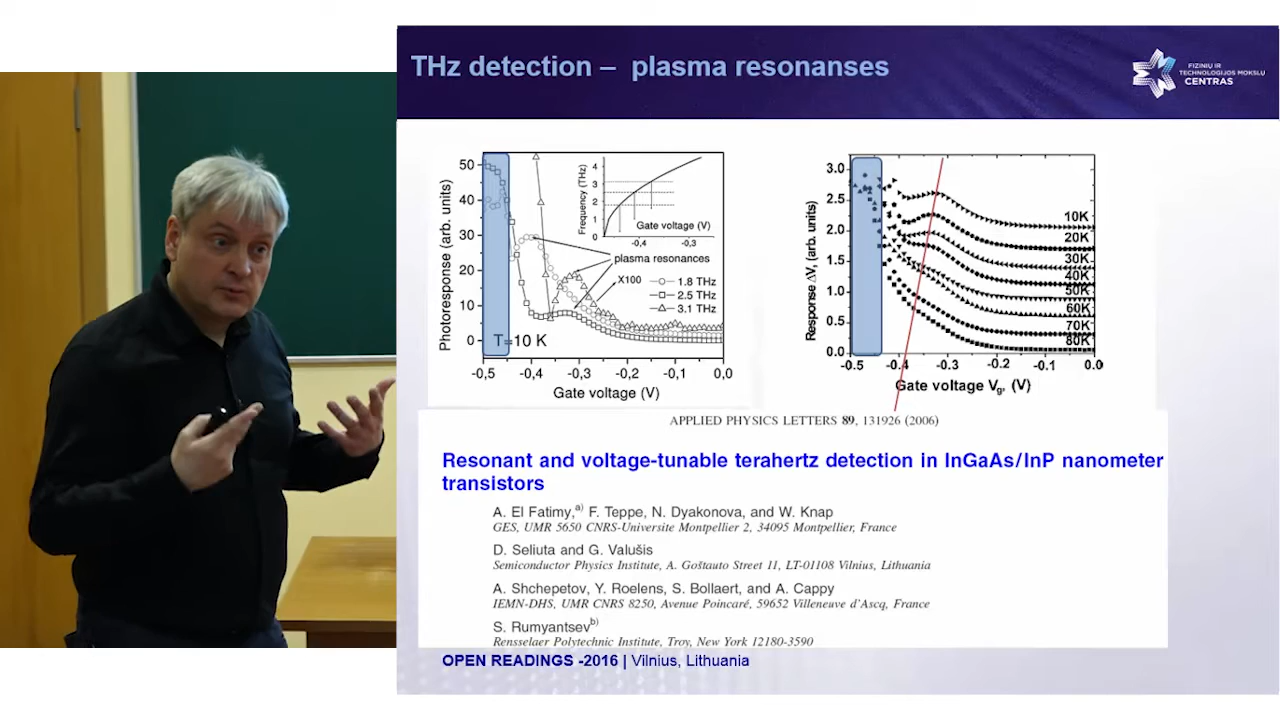 THz detection – plasma resonanses
FIZINIŲ IR
TECHNOLOGIJOS MOKSLŲ
CENTRAS
50
40
30
20
10
0
Photoresponse (arb. units)
4
3
2
1
0
Frequency (THz)
Gate voltage (V)
-0,4 -0,3
plasma resonances
X100
1.8 THz
2.5 THz
3.1 THz
T=10 K
-0,5 -0,4 -0,3 -0,2 -0,1 0,0
Gate voltage (V)
3.0
2.5
2.0
1.5
1.0
0.5
0.0
Response ΔV, (arb. units)
10K
20K
30K
40K
50K
60K
70K
80K
-0.5 -0.4 -0.3 -0.2 -0.1 0.0
Gate voltage Vg, (V)
APPLIED PHYSICS LETTERS 89, 131926 (2006)
Resonant and voltage-tunable terahertz detection in InGaAs/InP nanometer
transistors
A. El Fatimy,a) F. Teppe, N. Dyakonova, and W. Knap
GES, UMR 5650 CNRS-Universite Montpellier 2, 34095 Montpellier, France
D. Seliuta and G. Valušis
Semiconductor Physics Institute, A. Goštauto Street 11, LT-01108 Vilnius, Lithuania
A. Shchepetov, Y. Roelens, S. Bollaert, and A. Cappy
IEMN-DHS, UMR CNRS 8250, Avenue Poincaré, 59652 Villeneuve d'Ascq, France
S. Rumyantsevb)
Rensselaer Polytechnic Institute, Troy, New York 12180-3590
OPEN READINGS -2016 | Vilnius, Lithuania